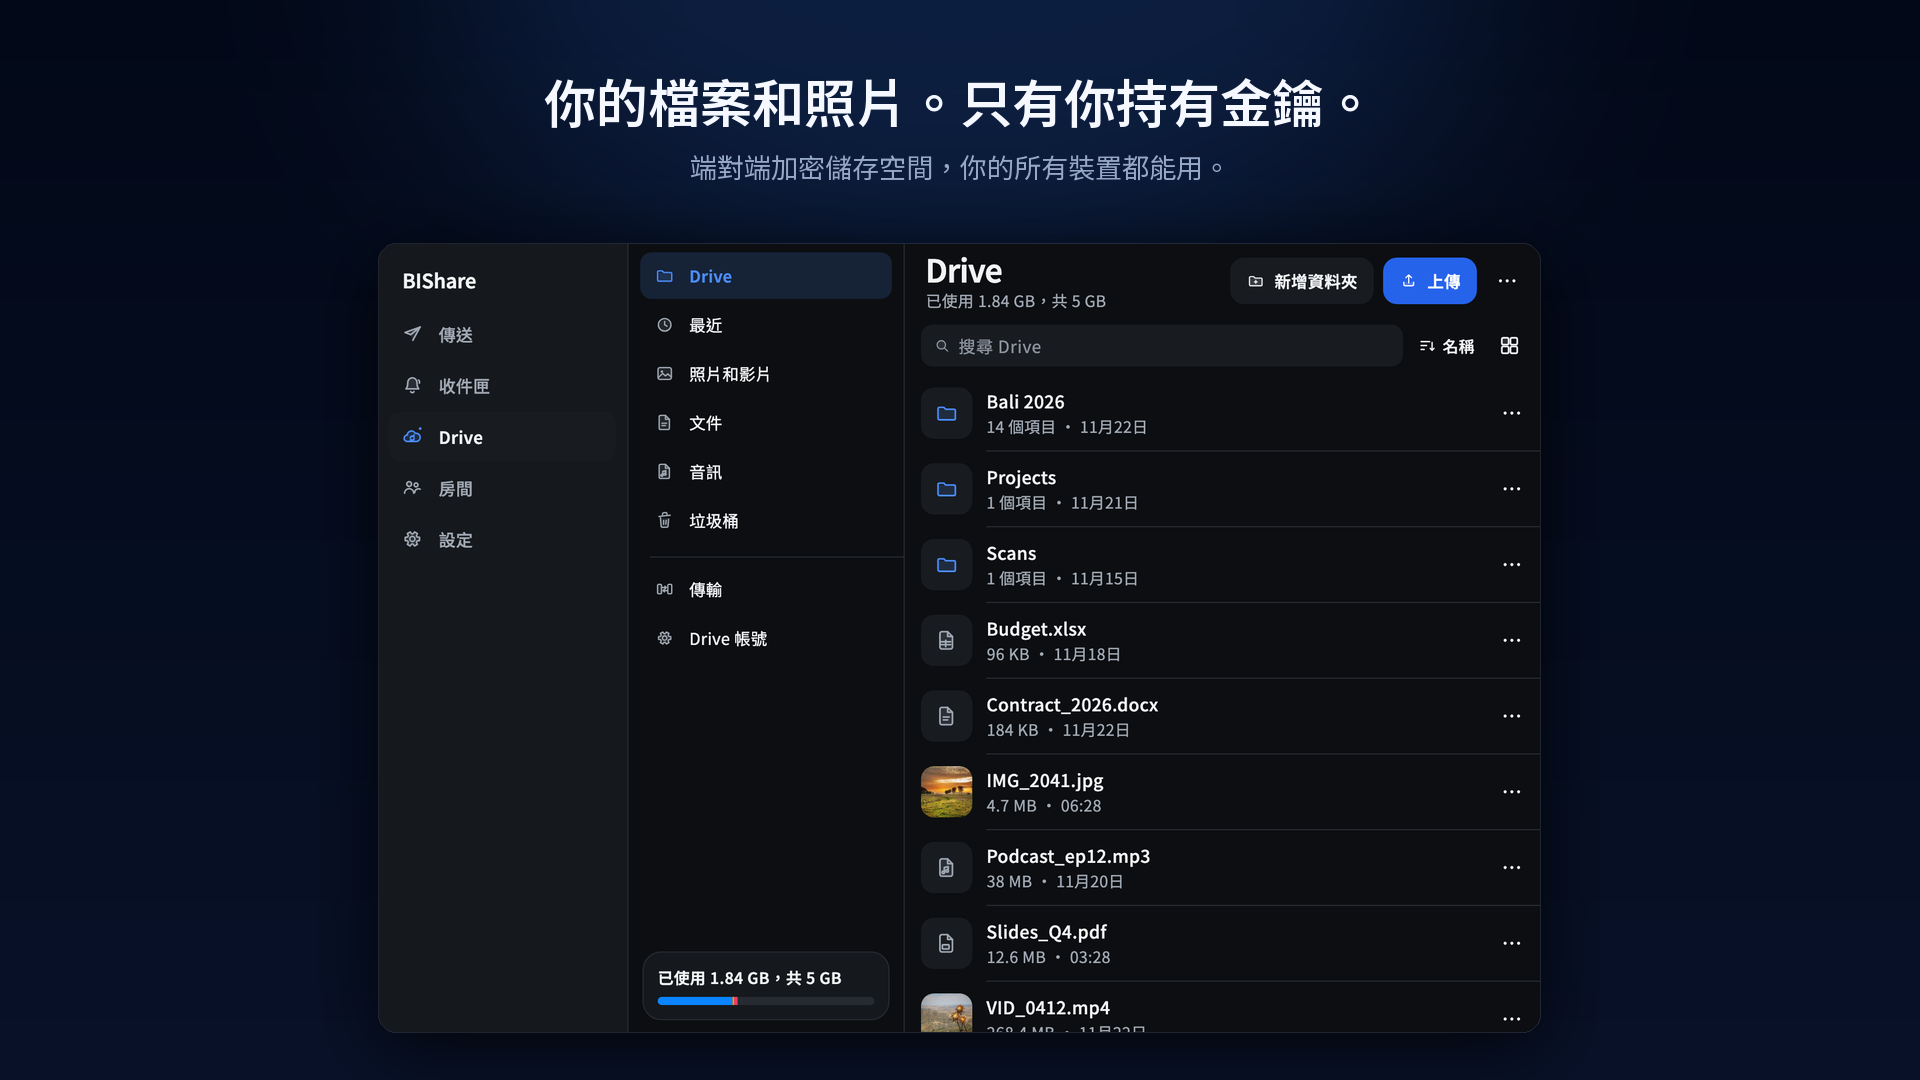 你的檔案和照片。只有你持有金鑰。
端對端加密儲存空間，你的所有裝置都能用。
BIShare
傳送
收件匣
Drive
房間
設定
Drive
最近
照片和影片
文件
音訊
垃圾桶
傳輸
Drive 帳號
已使用 1.84 GB，共 5 GB
Drive
已使用 1.84 GB，共 5 GB
新增資料夾
上傳
搜尋 Drive
名稱
Bali 2026
14 個項目 • 11月22日
Projects
1 個項目 • 11月21日
Scans
1 個項目 • 11月15日
Budget.xlsx
96 KB • 11月18日
Contract_2026.docx
184 KB • 11月22日
IMG_2041.jpg
4.7 MB • 06:28
Podcast_ep12.mp3
38 MB • 11月20日
Slides_Q4.pdf
12.6 MB • 03:28
VID_0412.mp4
268.4 MB • 11月22日